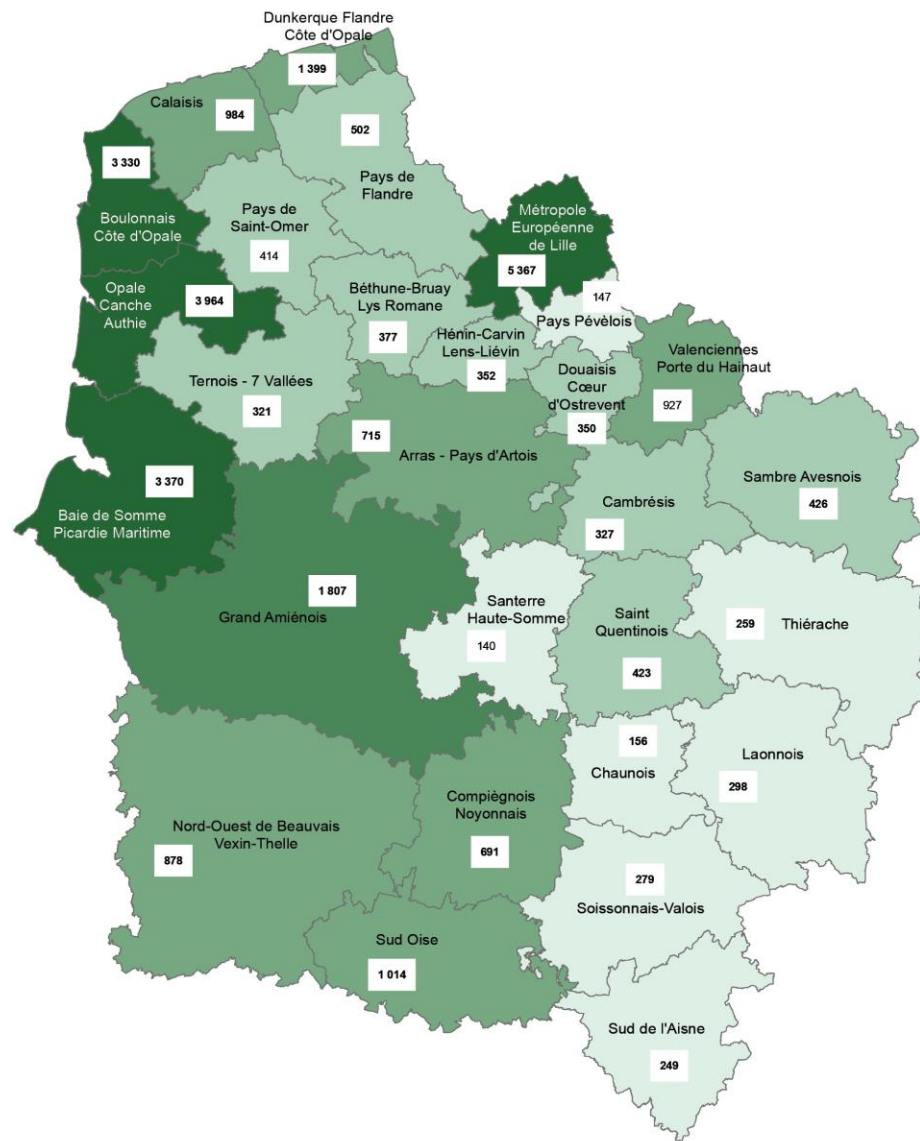 Dunkerque Flandre
Côte d'Opale
1 399
Calaisis
984
502
3 330
Pays de
Flandre
Boulonnais
Côte d'Opale
Pays de
Saint-Omer
414
Métropole
Européenne
de Lille
5 367
Opale
Canche
Authie
3 964
Béthune-Bruay
Lys Romane
377
147
Pays Pévèlois
Hénin-Carvin
Lens-Liévin
352
Valenciennes
Porte du Hainaut
927
Ternois - 7 Vallées
321
Douaisis
Cœur
d'Ostrevent
350
715
Arras - Pays d'Artois
3 370
Baie de Somme
Picardie Maritime
Cambrésis
327
Sambre Avesnois
426
1 807
Grand Amiénois
Santerre
Haute-Somme
140
Saint
Quentinois
423
259
Thiérache
156
Chaunois
Laonnois
298
Compiègnois
Noyonnais
691
Nord-Ouest de Beauvais
Vexin-Thelle
878
279
Soissonnais-Valois
Sud Oise
1 014
Sud de l'Aisne
249